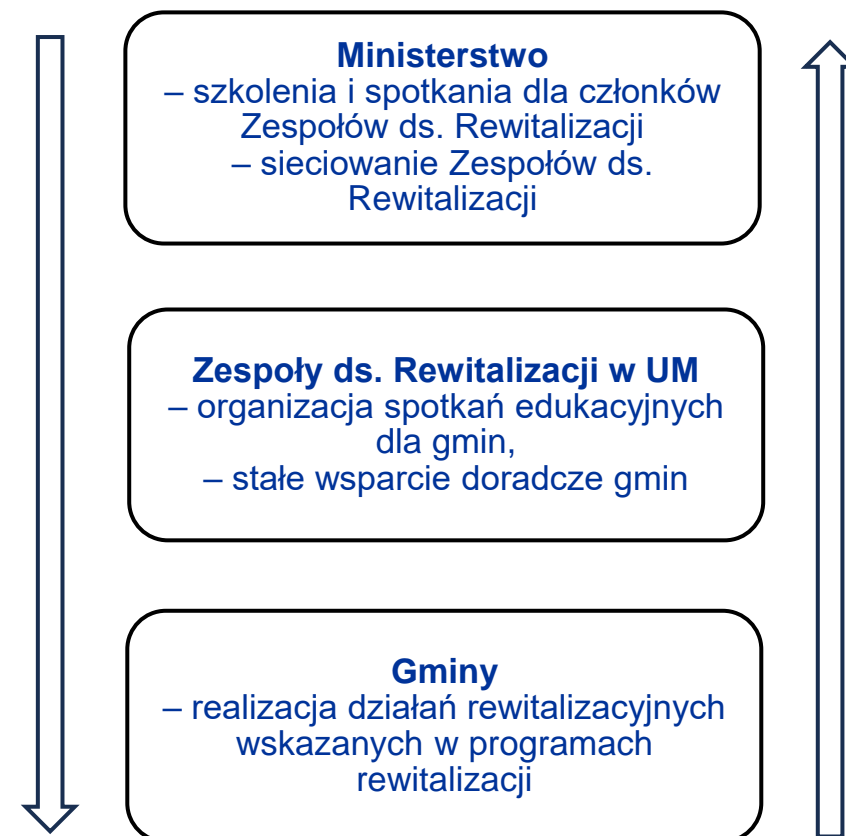 Ministerstwo
– szkolenia i spotkania dla członków
Zespołów ds. Rewitalizacji
– sieciowanie Zespołów ds.
Rewitalizacji
Zespoły ds. Rewitalizacji w UM
– organizacja spotkań edukacyjnych
dla gmin,
– stałe wsparcie doradcze gmin
Gminy
– realizacja działań rewitalizacyjnych
wskazanych w programach
rewitalizacji